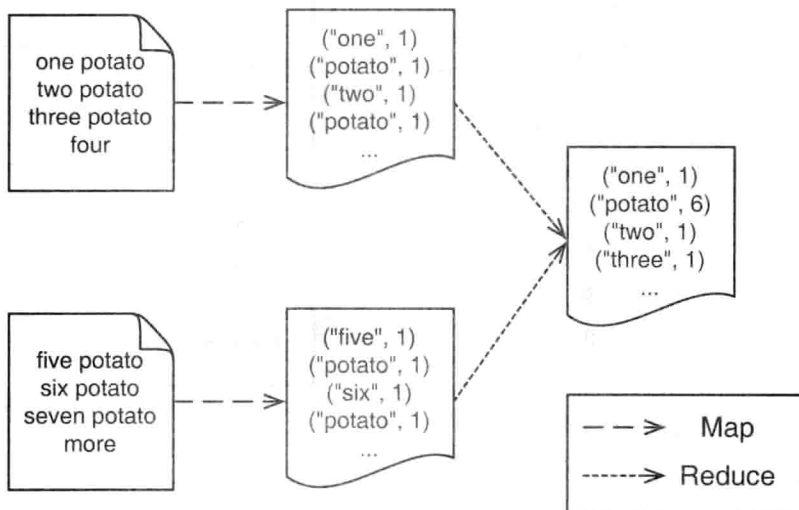 one potato
two potato
three potato
four
("one", 1)
("potato", 1)
("two", 1)
("potato", 1)
...
("one", 1)
("potato", 6)
("two", 1)
("three", 1)
...
five potato
six potato
seven potato
more
("five", 1)
("potato", 1)
("six", 1)
("potato", 1)
...
Map
Reduce